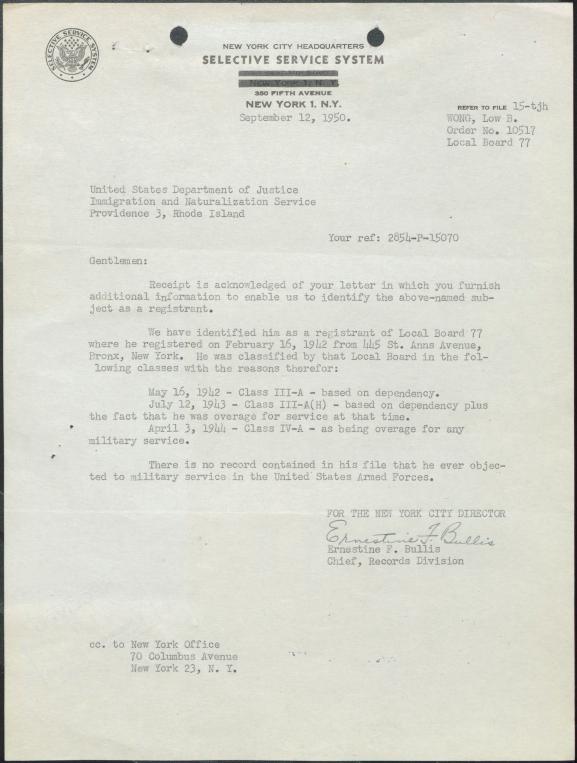 SELECTIVE SERVICE SYSTEM
NEW YORK CITY HEADQUARTERS
SELECTIVE SERVICE SYSTEM
NEW YORK 1, N. Y.
350 FIFTH AVENUE
NEW YORK 1, N.Y.
September 12, 1950.
REFER TO FILE 15-tjh
WONG, Low B.
Order No. 10517
Local Board 77
United States Department of Justice
Immigration and Naturalization Service
Providence 3, Rhode Island
Your ref: 2854-P-15070
Gentlemen:
Receipt is acknowledged of your letter in which you furnish
additional information to enable us to identify the above-named sub-
ject as a registrant.
We have identified him as a registrant of Local Board 77
where he registered on February 16, 1942 from 445 St. Anns Avenue,
Bronx, New York. He was classified by that Local Board in the fol-
lowing classes with the reasons therefor:
May 16, 1942 - Class III-A - based on dependency.
July 12, 1943 - Class III-A(H) - based on dependency plus
the fact that he was overage for service at that time.
April 3, 1944 - Class IV-A - as being overage for any
military service.
There is no record contained in his file that he ever objec-
ted to military service in the United States Armed Forces.
FOR THE NEW YORK CITY DIRECTOR
Ernestine F. Bullis
Ernestine F. Bullis
Chief, Records Division
cc. to New York Office
70 Columbus Avenue
New York 23, N. Y.